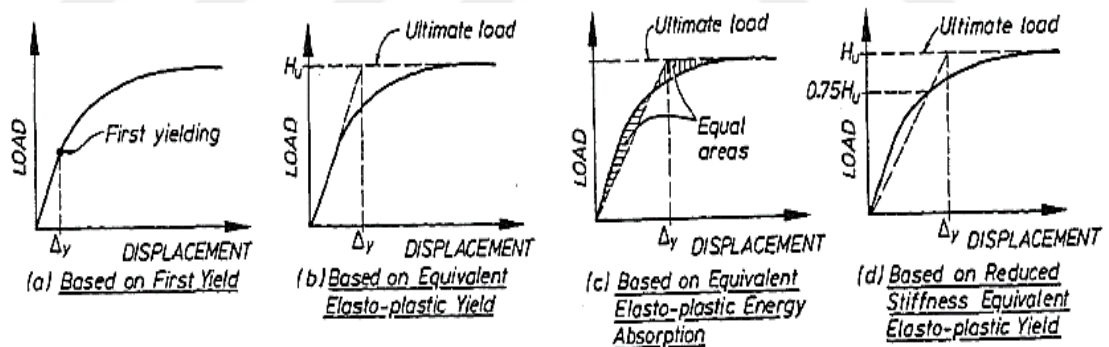 LOAD
First yielding
Δy
DISPLACEMENT
(a) Based on First Yield
Ultimate load
Hu
LOAD
Δy
DISPLACEMENT
(b) Based on Equivalent
Elasto-plastic Yield
Ultimate load
LOAD
Equal
areas
Δy
DISPLACEMENT
(c) Based on Equivalent
Elasto-plastic Energy
Absorption
Ultimate load
Hu
0.75Hu
LOAD
Δy
DISPLACEMENT
(d) Based on Reduced
Stiffness Equivalent
Elasto-plastic Yield